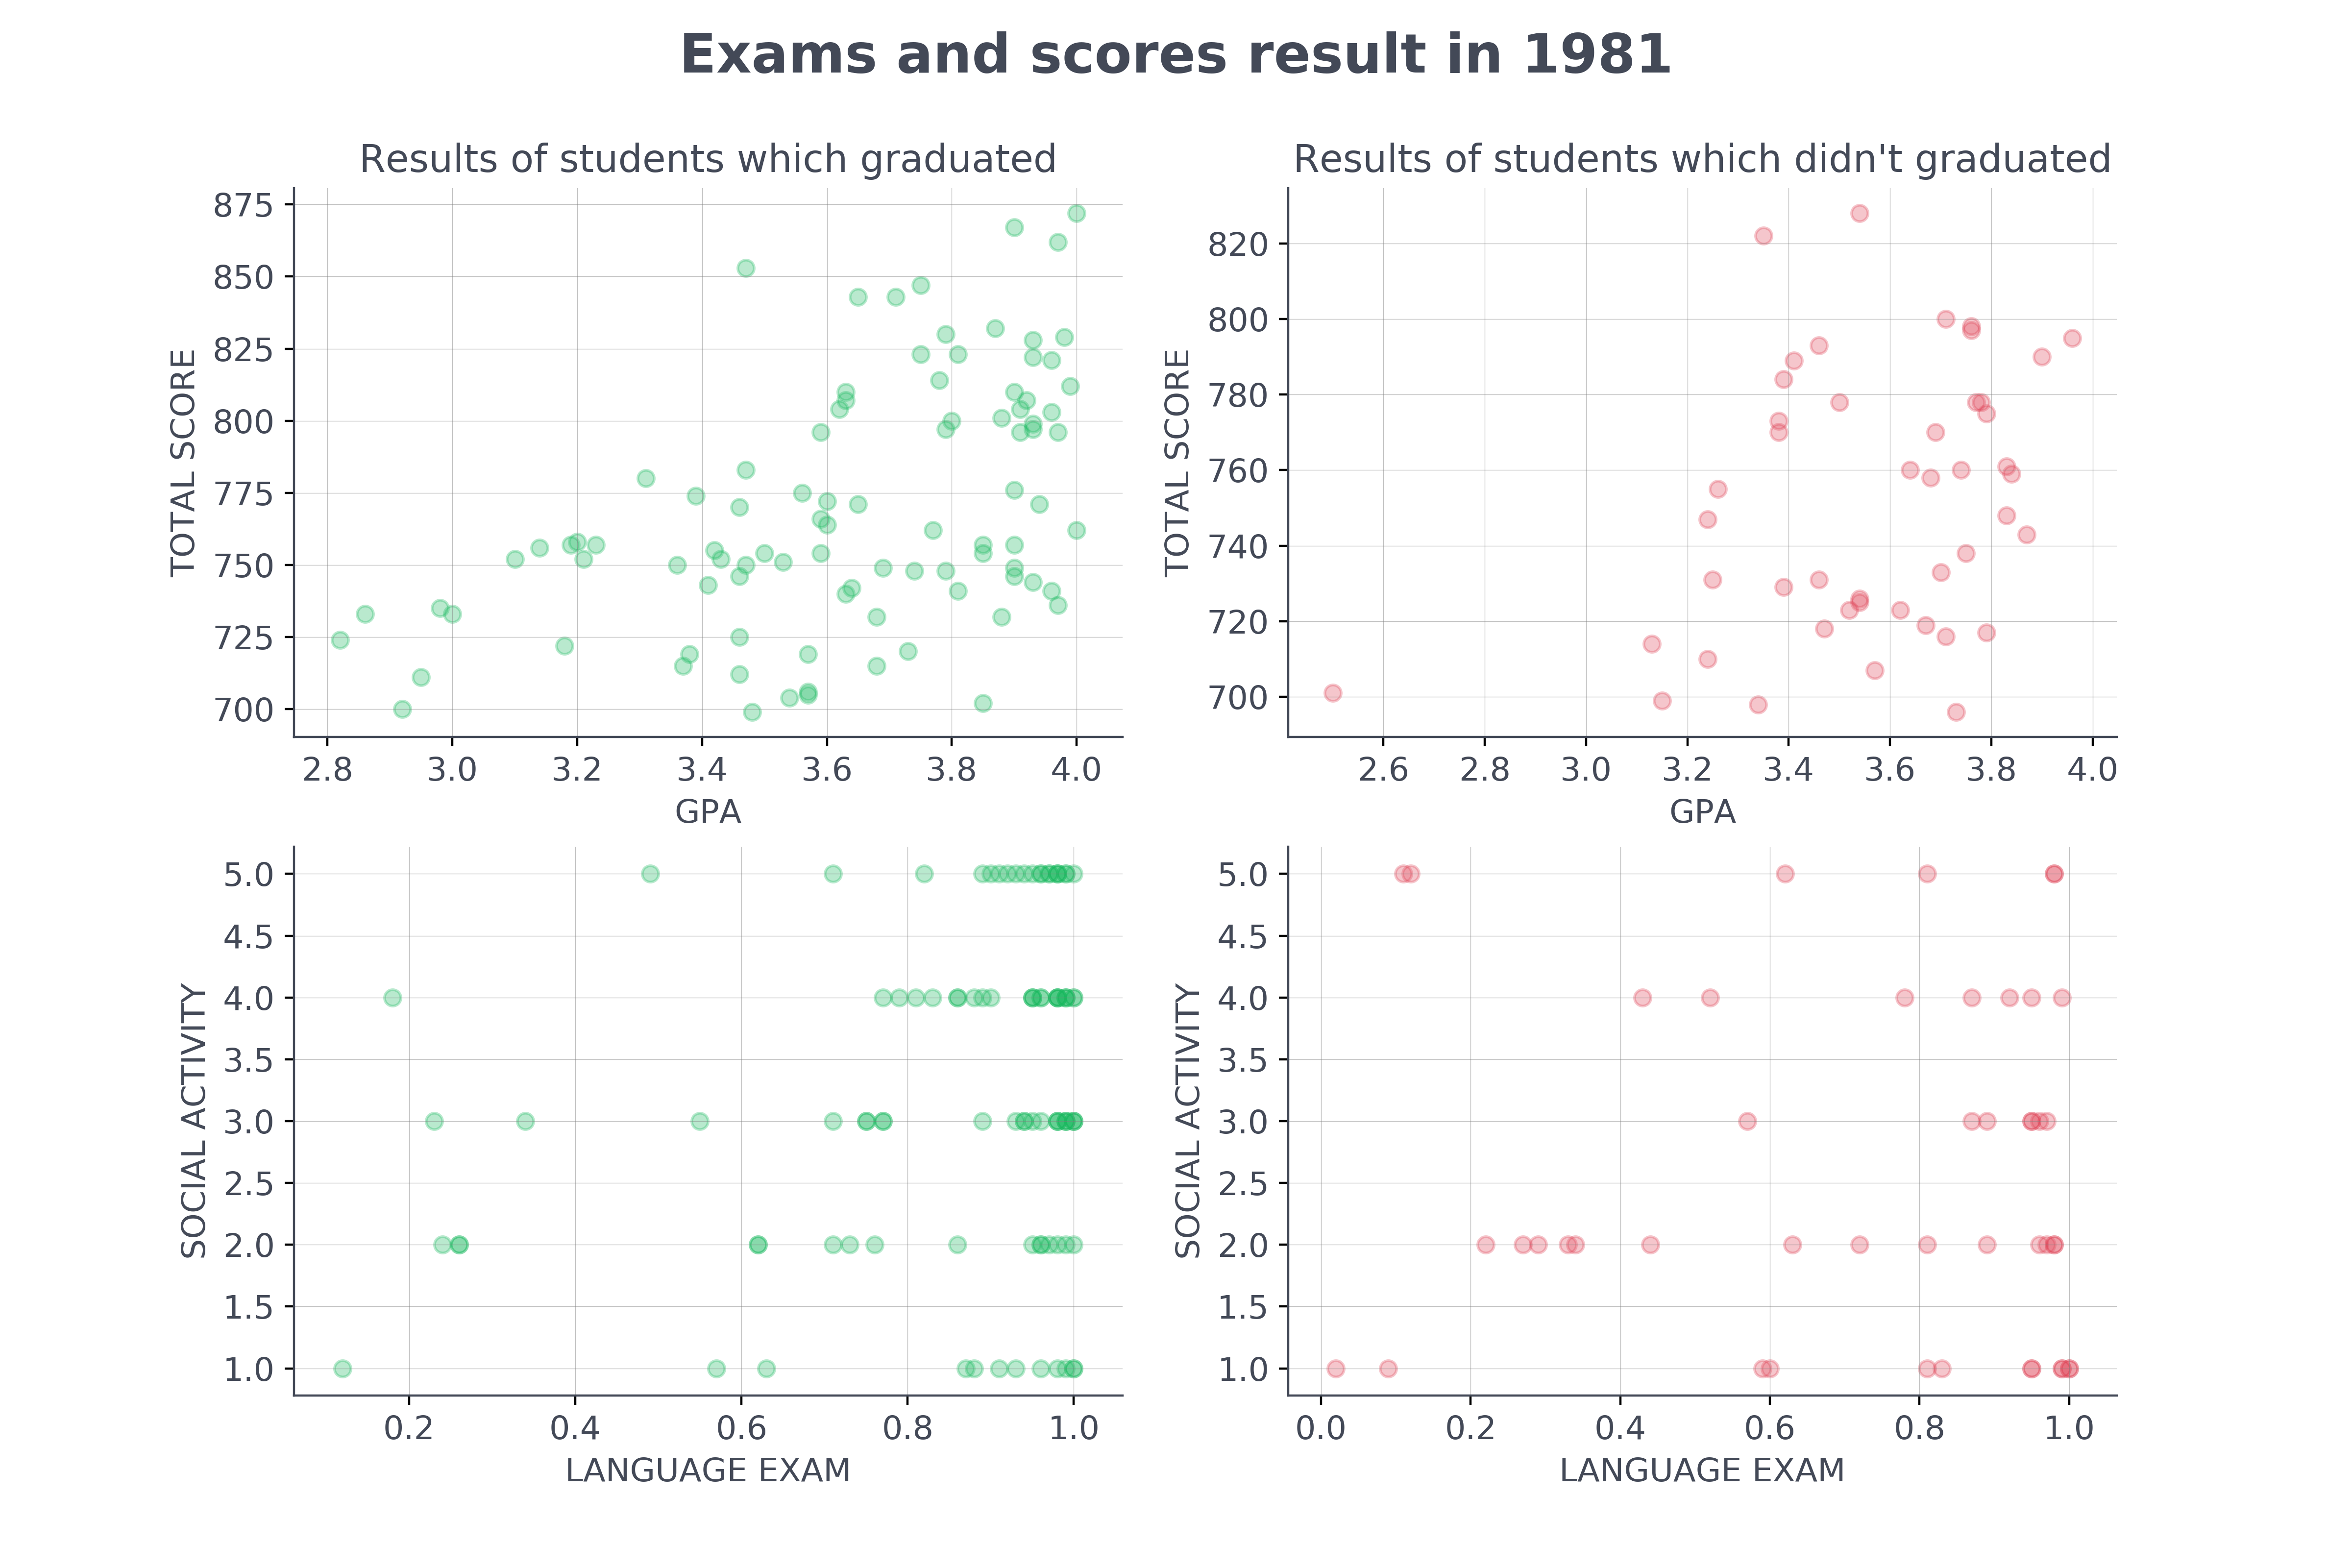 Exams and scores result in 1981
Results of students which graduated
875
850
825
800
775
750
725
700
TOTAL SCORE
2.8 3.0 3.2 3.4 3.6 3.8 4.0
GPA
Results of students which didn't graduated
820
800
780
760
740
720
700
TOTAL SCORE
2.6 2.8 3.0 3.2 3.4 3.6 3.8 4.0
GPA
5.0
4.5
4.0
3.5
3.0
2.5
2.0
1.5
1.0
SOCIAL ACTIVITY
0.2 0.4 0.6 0.8 1.0
LANGUAGE EXAM
5.0
4.5
4.0
3.5
3.0
2.5
2.0
1.5
1.0
SOCIAL ACTIVITY
0.0 0.2 0.4 0.6 0.8 1.0
LANGUAGE EXAM